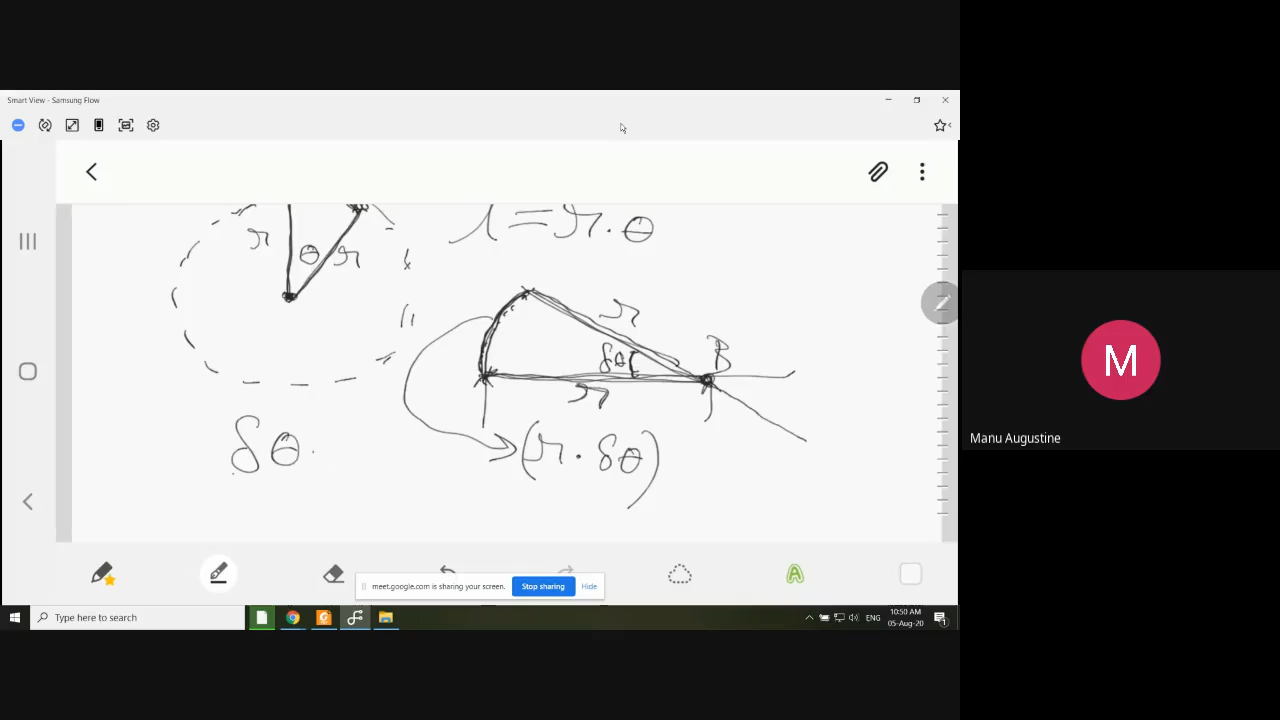 Smart View - Samsung Flow
l = r. θ
r θ r
r
δθ B
r
δθ
(r. δθ)
A
meet.google.com is sharing your screen. Stop sharing Hide
Type here to search
ENG
10:50 AM
05-Aug-20
1
M
Manu Augustine